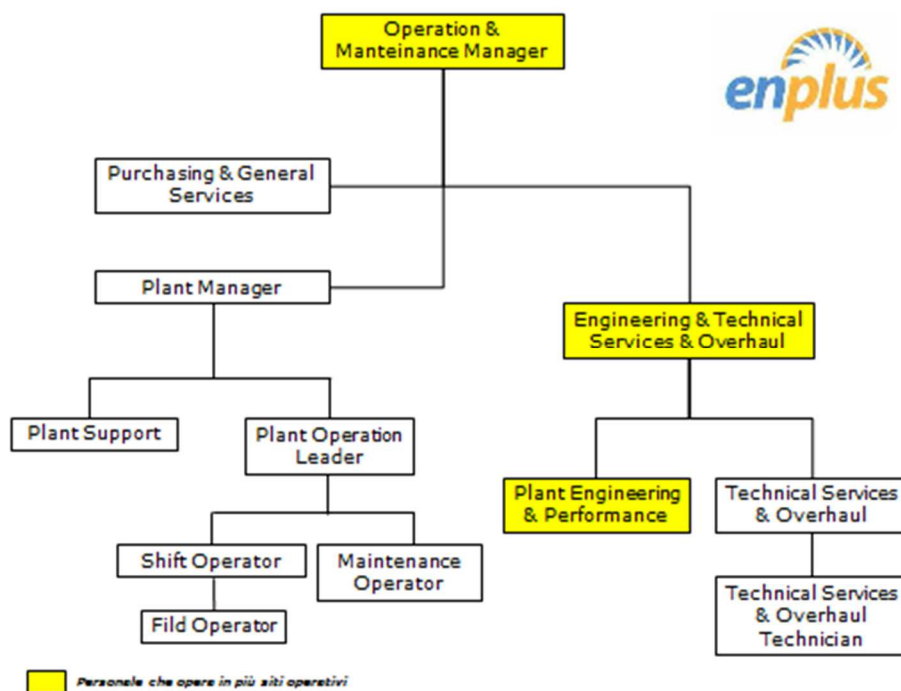 Operation &
Manteinance Manager
enplus
Purchasing & General
Services
Plant Manager
Engineering & Technical
Services & Overhaul
Plant Support
Plant Operation
Leader
Plant Engineering
& Performance
Technical Services
& Overhaul
Shift Operator
Maintenance
Operator
Fild Operator
Technical Services
& Overhaul
Technician
Personale che opera in più siti operativi